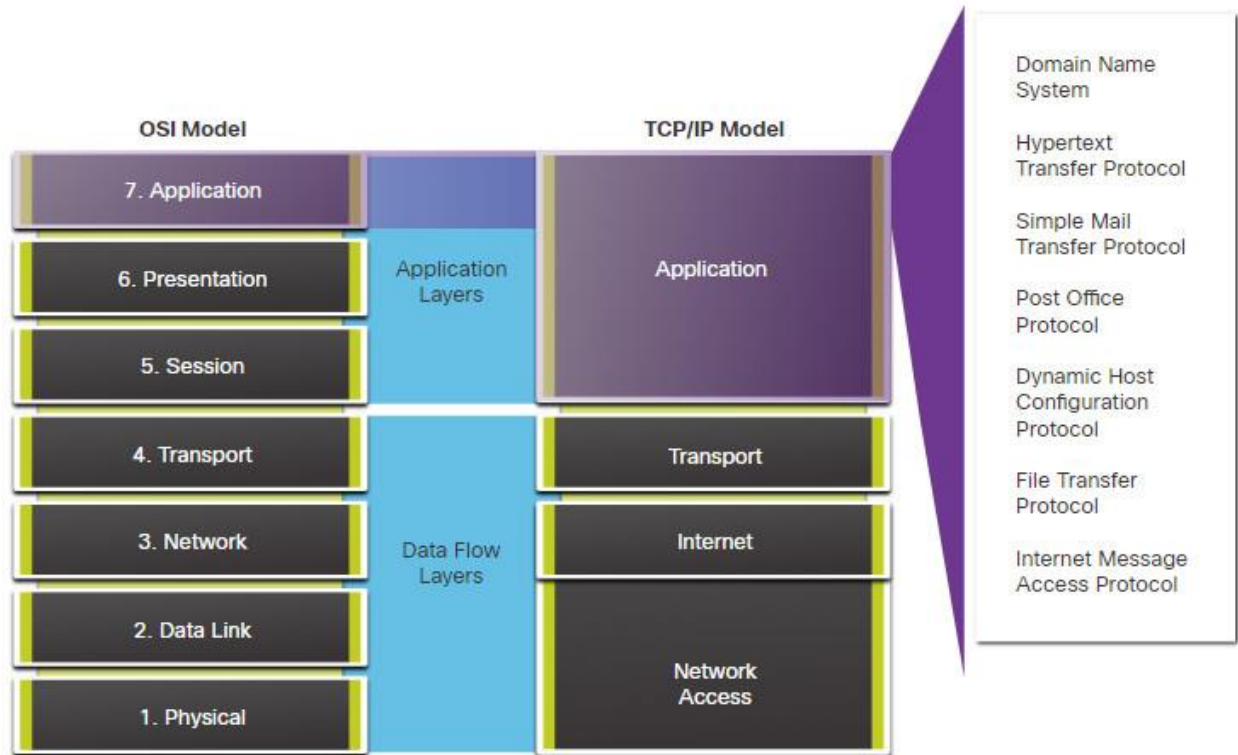 OSI Model
TCP/IP Model
7. Application
6. Presentation
5. Session
4. Transport
3. Network
2. Data Link
1. Physical
Application
Layers
Data Flow
Layers
Application
Transport
Internet
Network
Access
Domain Name
System
Hypertext
Transfer Protocol
Simple Mail
Transfer Protocol
Post Office
Protocol
Dynamic Host
Configuration
Protocol
File Transfer
Protocol
Internet Message
Access Protocol